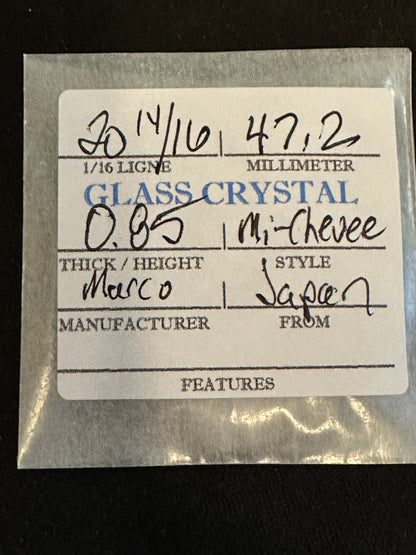 20 14/16 47.2
1/16 LIGNE MILLIMETER
GLASS CRYSTAL
0.85 Mi-Chevee
THICK / HEIGHT STYLE
Marco Japan
MANUFACTURER FROM
FEATURES